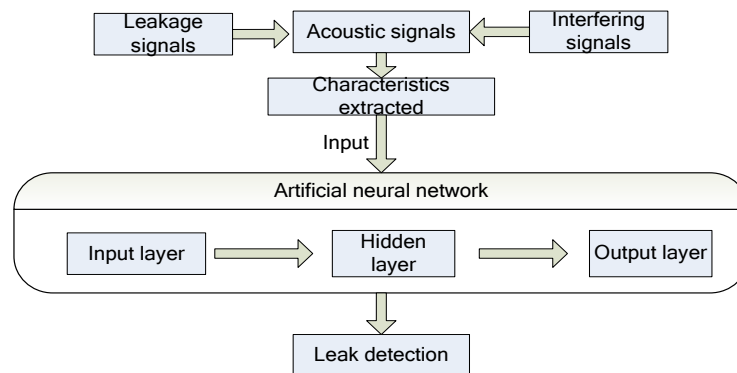 Leakage
signals
Acoustic signals
Interfering
signals
Characteristics
extracted
Input
Artificial neural network
Input layer
Hidden
layer
Output layer
Leak detection